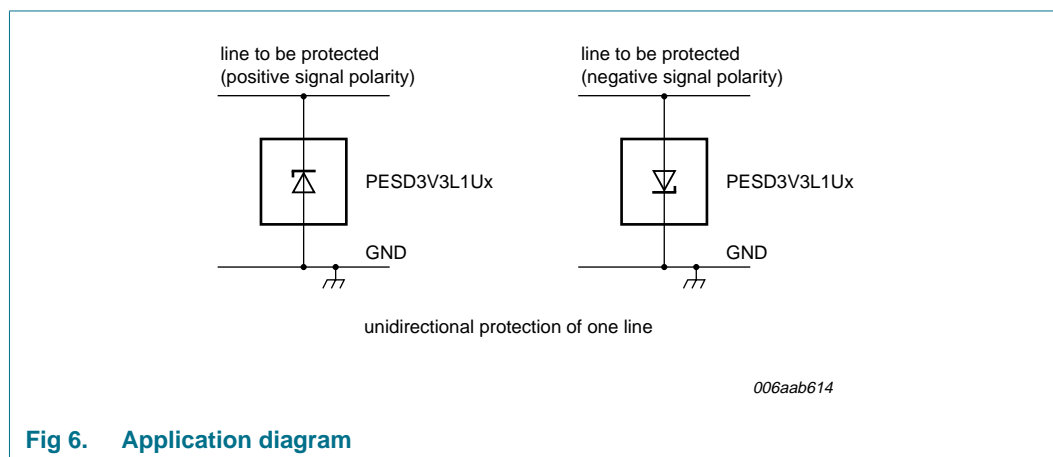 line to be protected
(positive signal polarity)
PESD3V3L1Ux
GND
line to be protected
(negative signal polarity)
PESD3V3L1Ux
GND
unidirectional protection of one line
006aab614
Fig 6. Application diagram